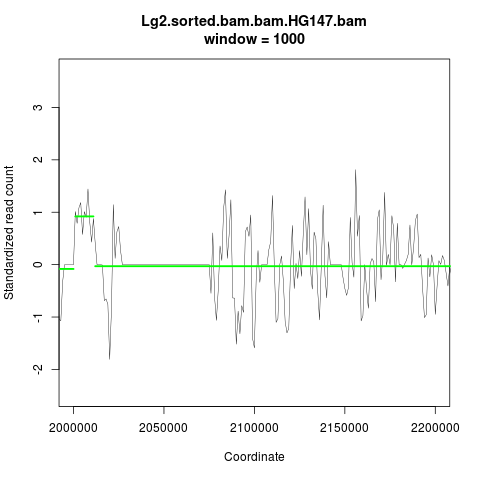 Lg2.sorted.bam.bam.HG147.bam
window = 1000
Standardized read count
3
2
1
0
-1
-2
2000000 2050000 2100000 2150000 2200000
Coordinate